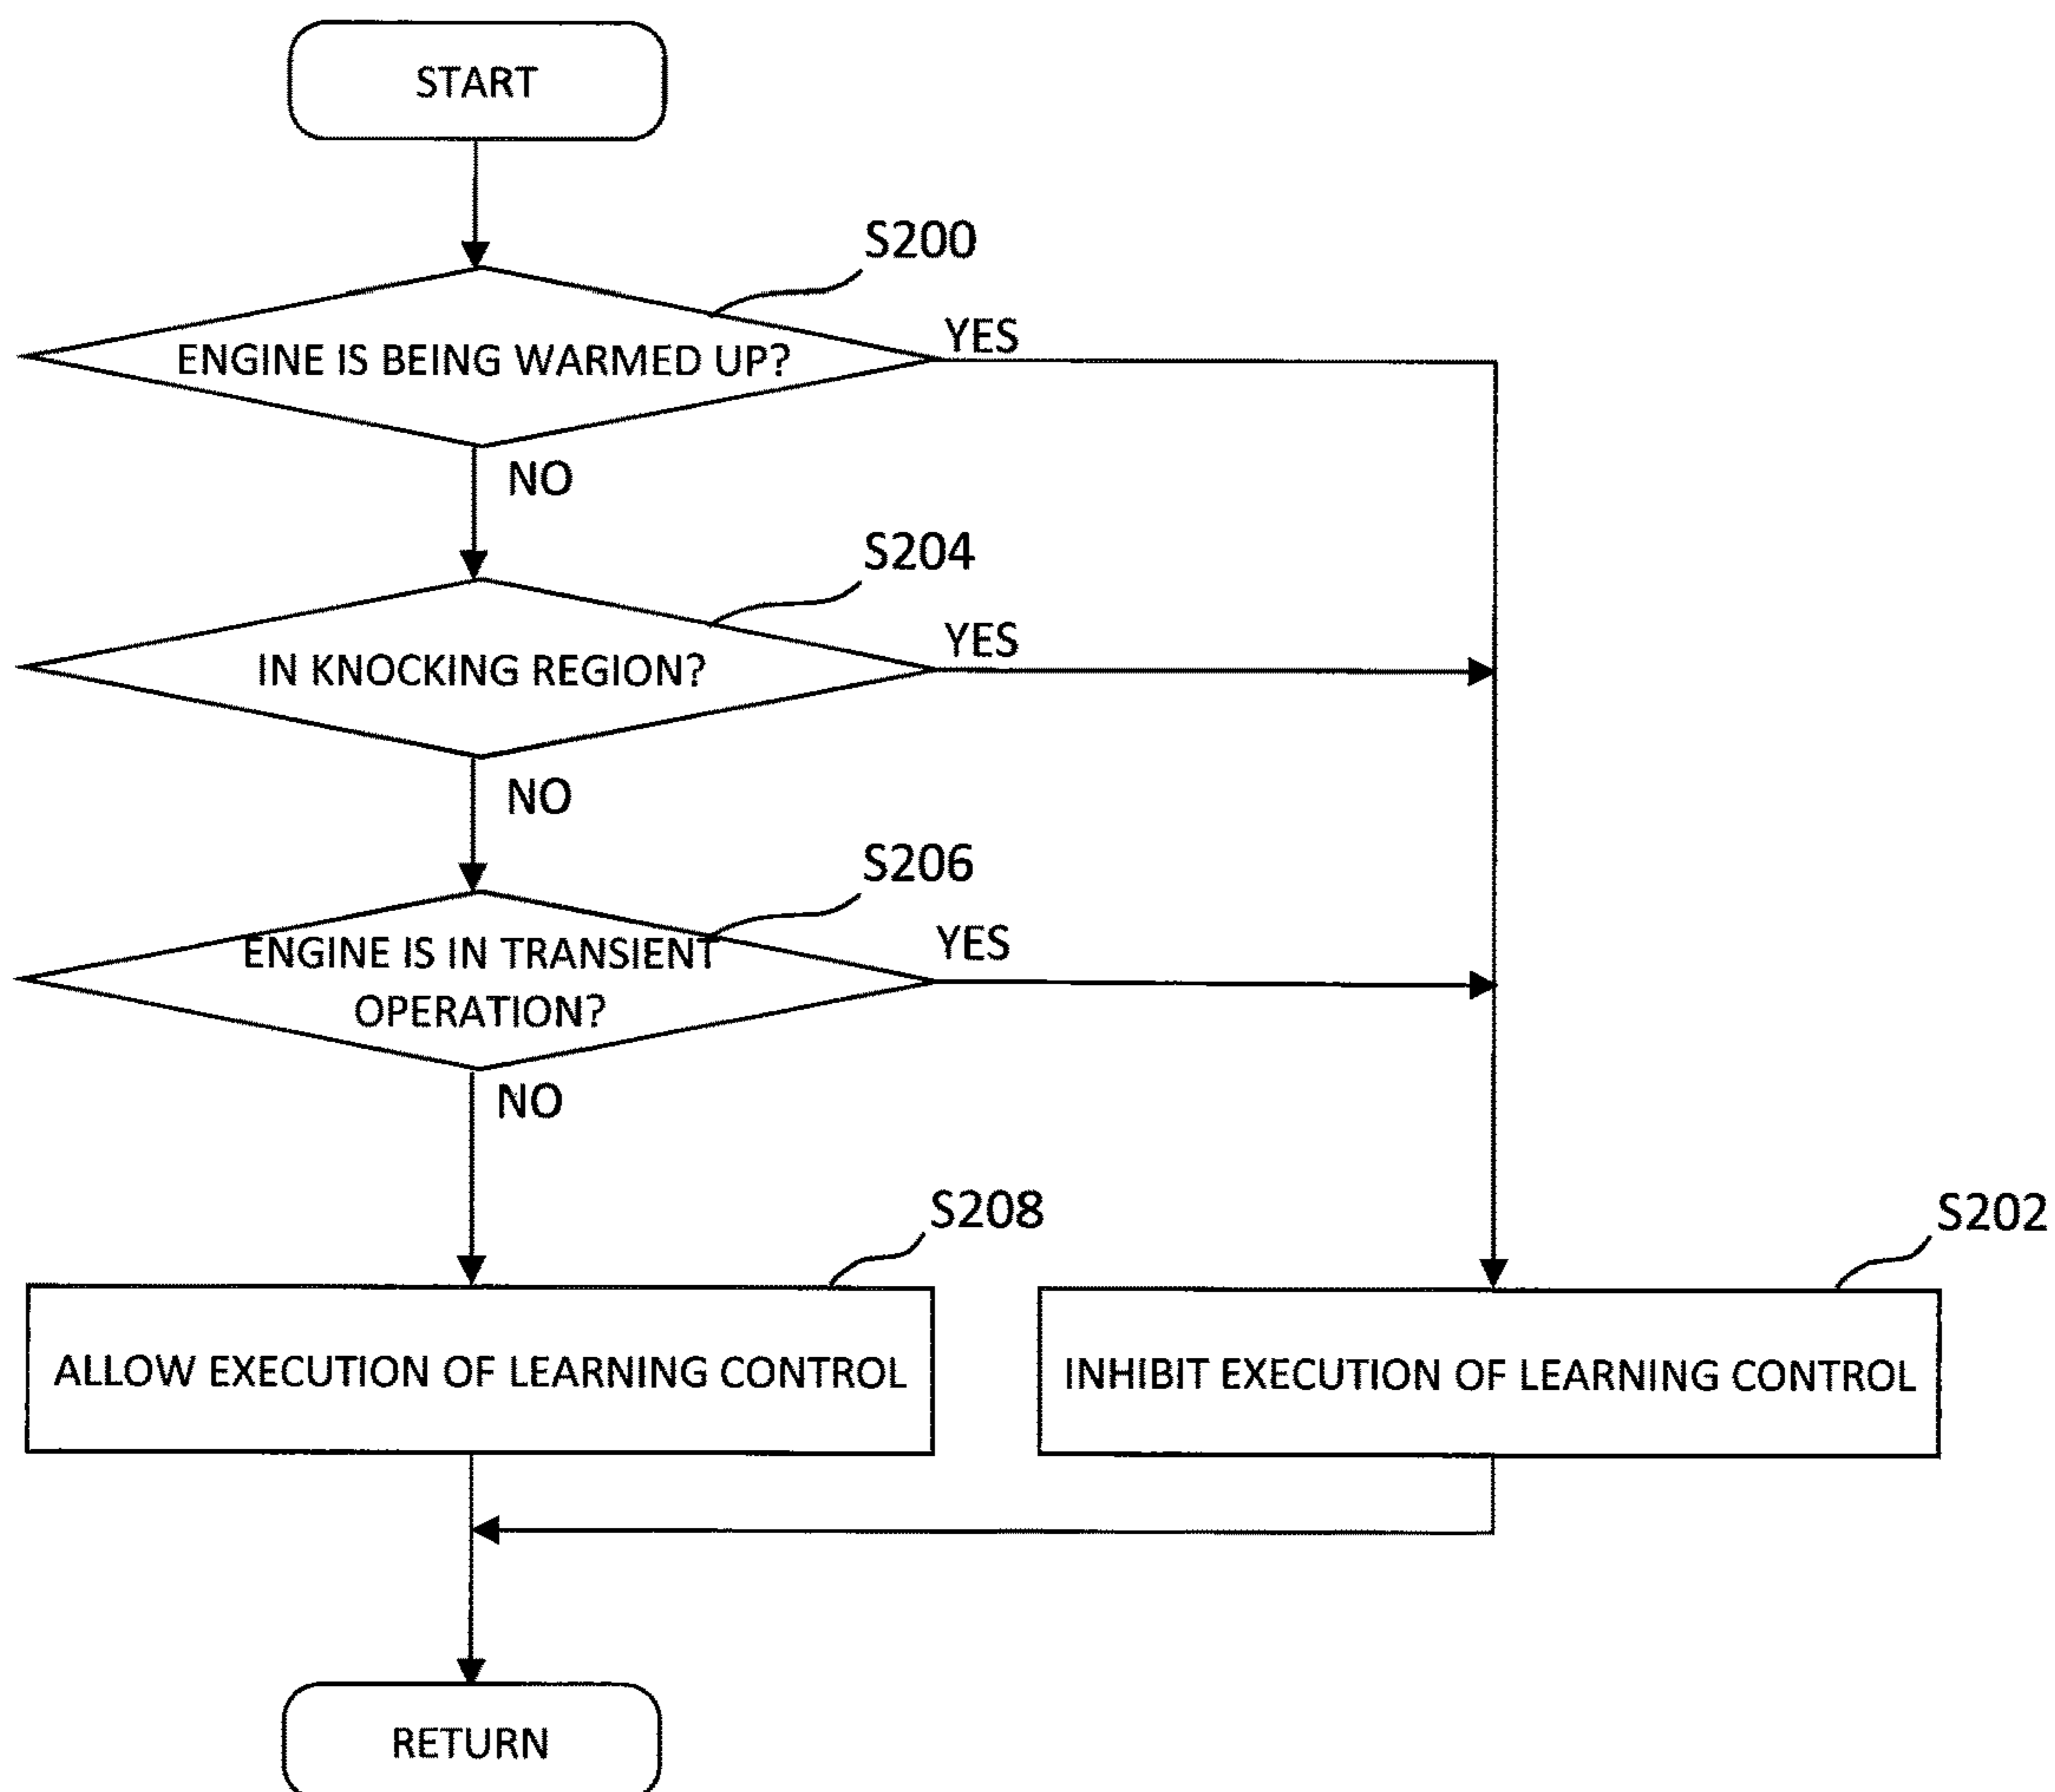 START
S200
ENGINE IS BEING WARMED UP?
YES
NO
S204
IN KNOCKING REGION?
YES
NO
S206
ENGINE IS IN TRANSIENT
OPERATION?
YES
NO
S208
S202
ALLOW EXECUTION OF LEARNING CONTROL
INHIBIT EXECUTION OF LEARNING CONTROL
RETURN